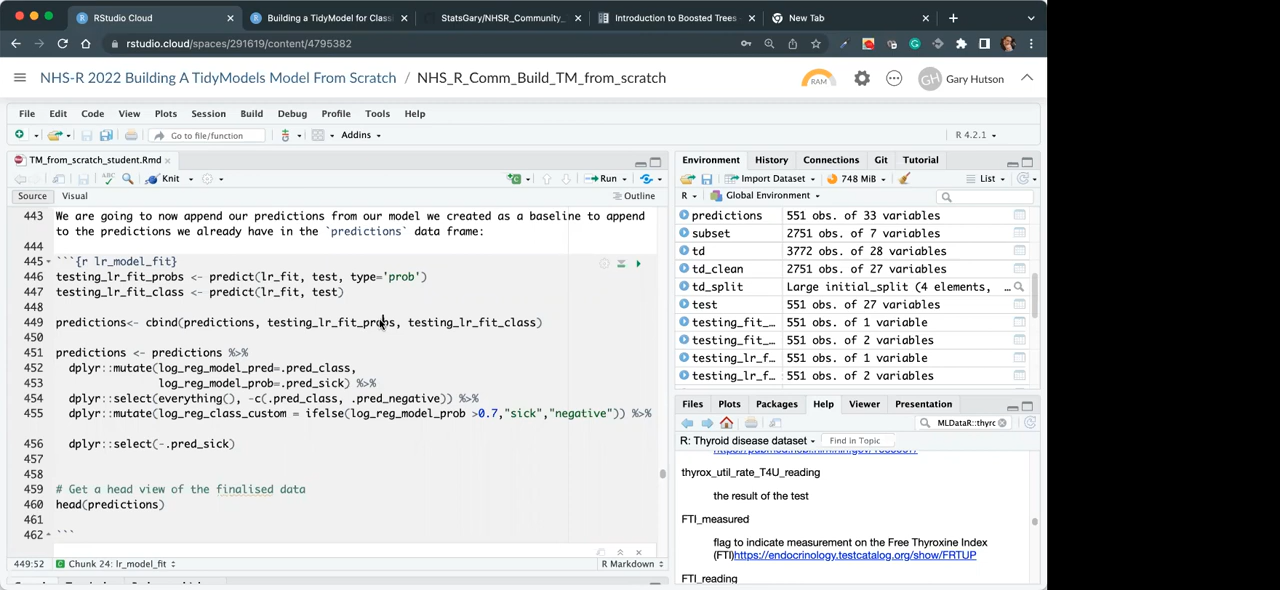 RStudio Cloud
Building a TidyModel for Class
StatsGary/NHSR_Community_
Introduction to Boosted Trees
New Tab
rstudio.cloud/spaces/291619/content/4795382
NHS-R 2022 Building A TidyModels Model From Scratch / NHS_R_Comm_Build_TM_from_scratch
RAM
GH Gary Hutson
File Edit Code View Plots Session Build Debug Profile Tools Help
Go to file/function
Addins
R 4.2.1
TM_from_scratch_student.Rmd
Knit
Run
Source Visual
Outline
443 We are going to now append our predictions from our model we created as a baseline to append
to the predictions we already have in the `predictions` data frame:
444
445 ```{r lr_model_fit}
446 testing_lr_fit_probs <- predict(lr_fit, test, type='prob')
447 testing_lr_fit_class <- predict(lr_fit, test)
448
449 predictions<- cbind(predictions, testing_lr_fit_probs, testing_lr_fit_class)
450
451 predictions <- predictions %>%
452 dplyr::mutate(log_reg_model_pred=.pred_class,
453 log_reg_model_prob=.pred_sick) %>%
454 dplyr::select(everything(), -c(.pred_class, .pred_negative)) %>%
455 dplyr::mutate(log_reg_class_custom = ifelse(log_reg_model_prob >0.7,"sick","negative")) %>%
456 dplyr::select(-.pred_sick)
457
458
459 # Get a head view of the finalised data
460 head(predictions)
461
462 ```
449:52 Chunk 24: lr_model_fit
R Markdown
Environment History Connections Git Tutorial
Import Dataset 748 MiB List
R Global Environment
predictions 551 obs. of 33 variables
subset 2751 obs. of 7 variables
td 3772 obs. of 28 variables
td_clean 2751 obs. of 27 variables
td_split Large initial_split (4 elements, …
test 551 obs. of 27 variables
testing_fit_… 551 obs. of 1 variable
testing_fit_… 551 obs. of 2 variables
testing_lr_f… 551 obs. of 1 variable
testing_lr_f… 551 obs. of 2 variables
Files Plots Packages Help Viewer Presentation
MLDataR::thyrc
R: Thyroid disease dataset Find in Topic
thyrox_util_rate_T4U_reading
the result of the test
FTI_measured
flag to indicate measurement on the Free Thyroxine Index
(FTI)https://endocrinology.testcatalog.org/show/FRTUP
FTI_reading